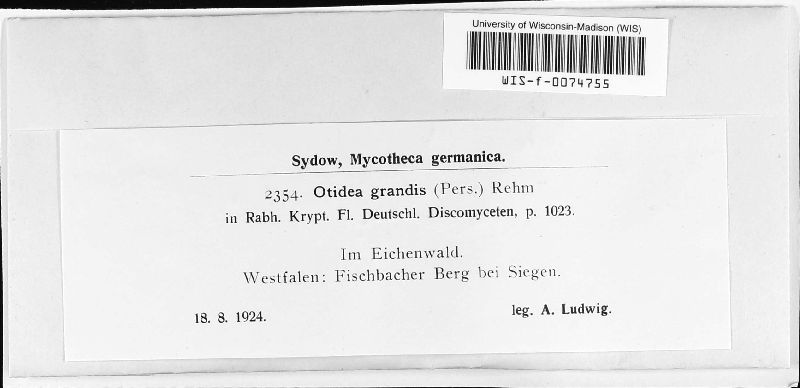 University of Wisconsin-Madison (WIS)
WIS-f-0074755
Sydow, Mycotheca germanica.
2354. Otidea grandis (Pers.) Rehm
in Rabh. Krypt. Fl. Deutschl. Discomyceten, p. 1023.
Im Eichenwald.
Westfalen: Fischbacher Berg bei Siegen.
18. 8. 1924.
leg. A. Ludwig.